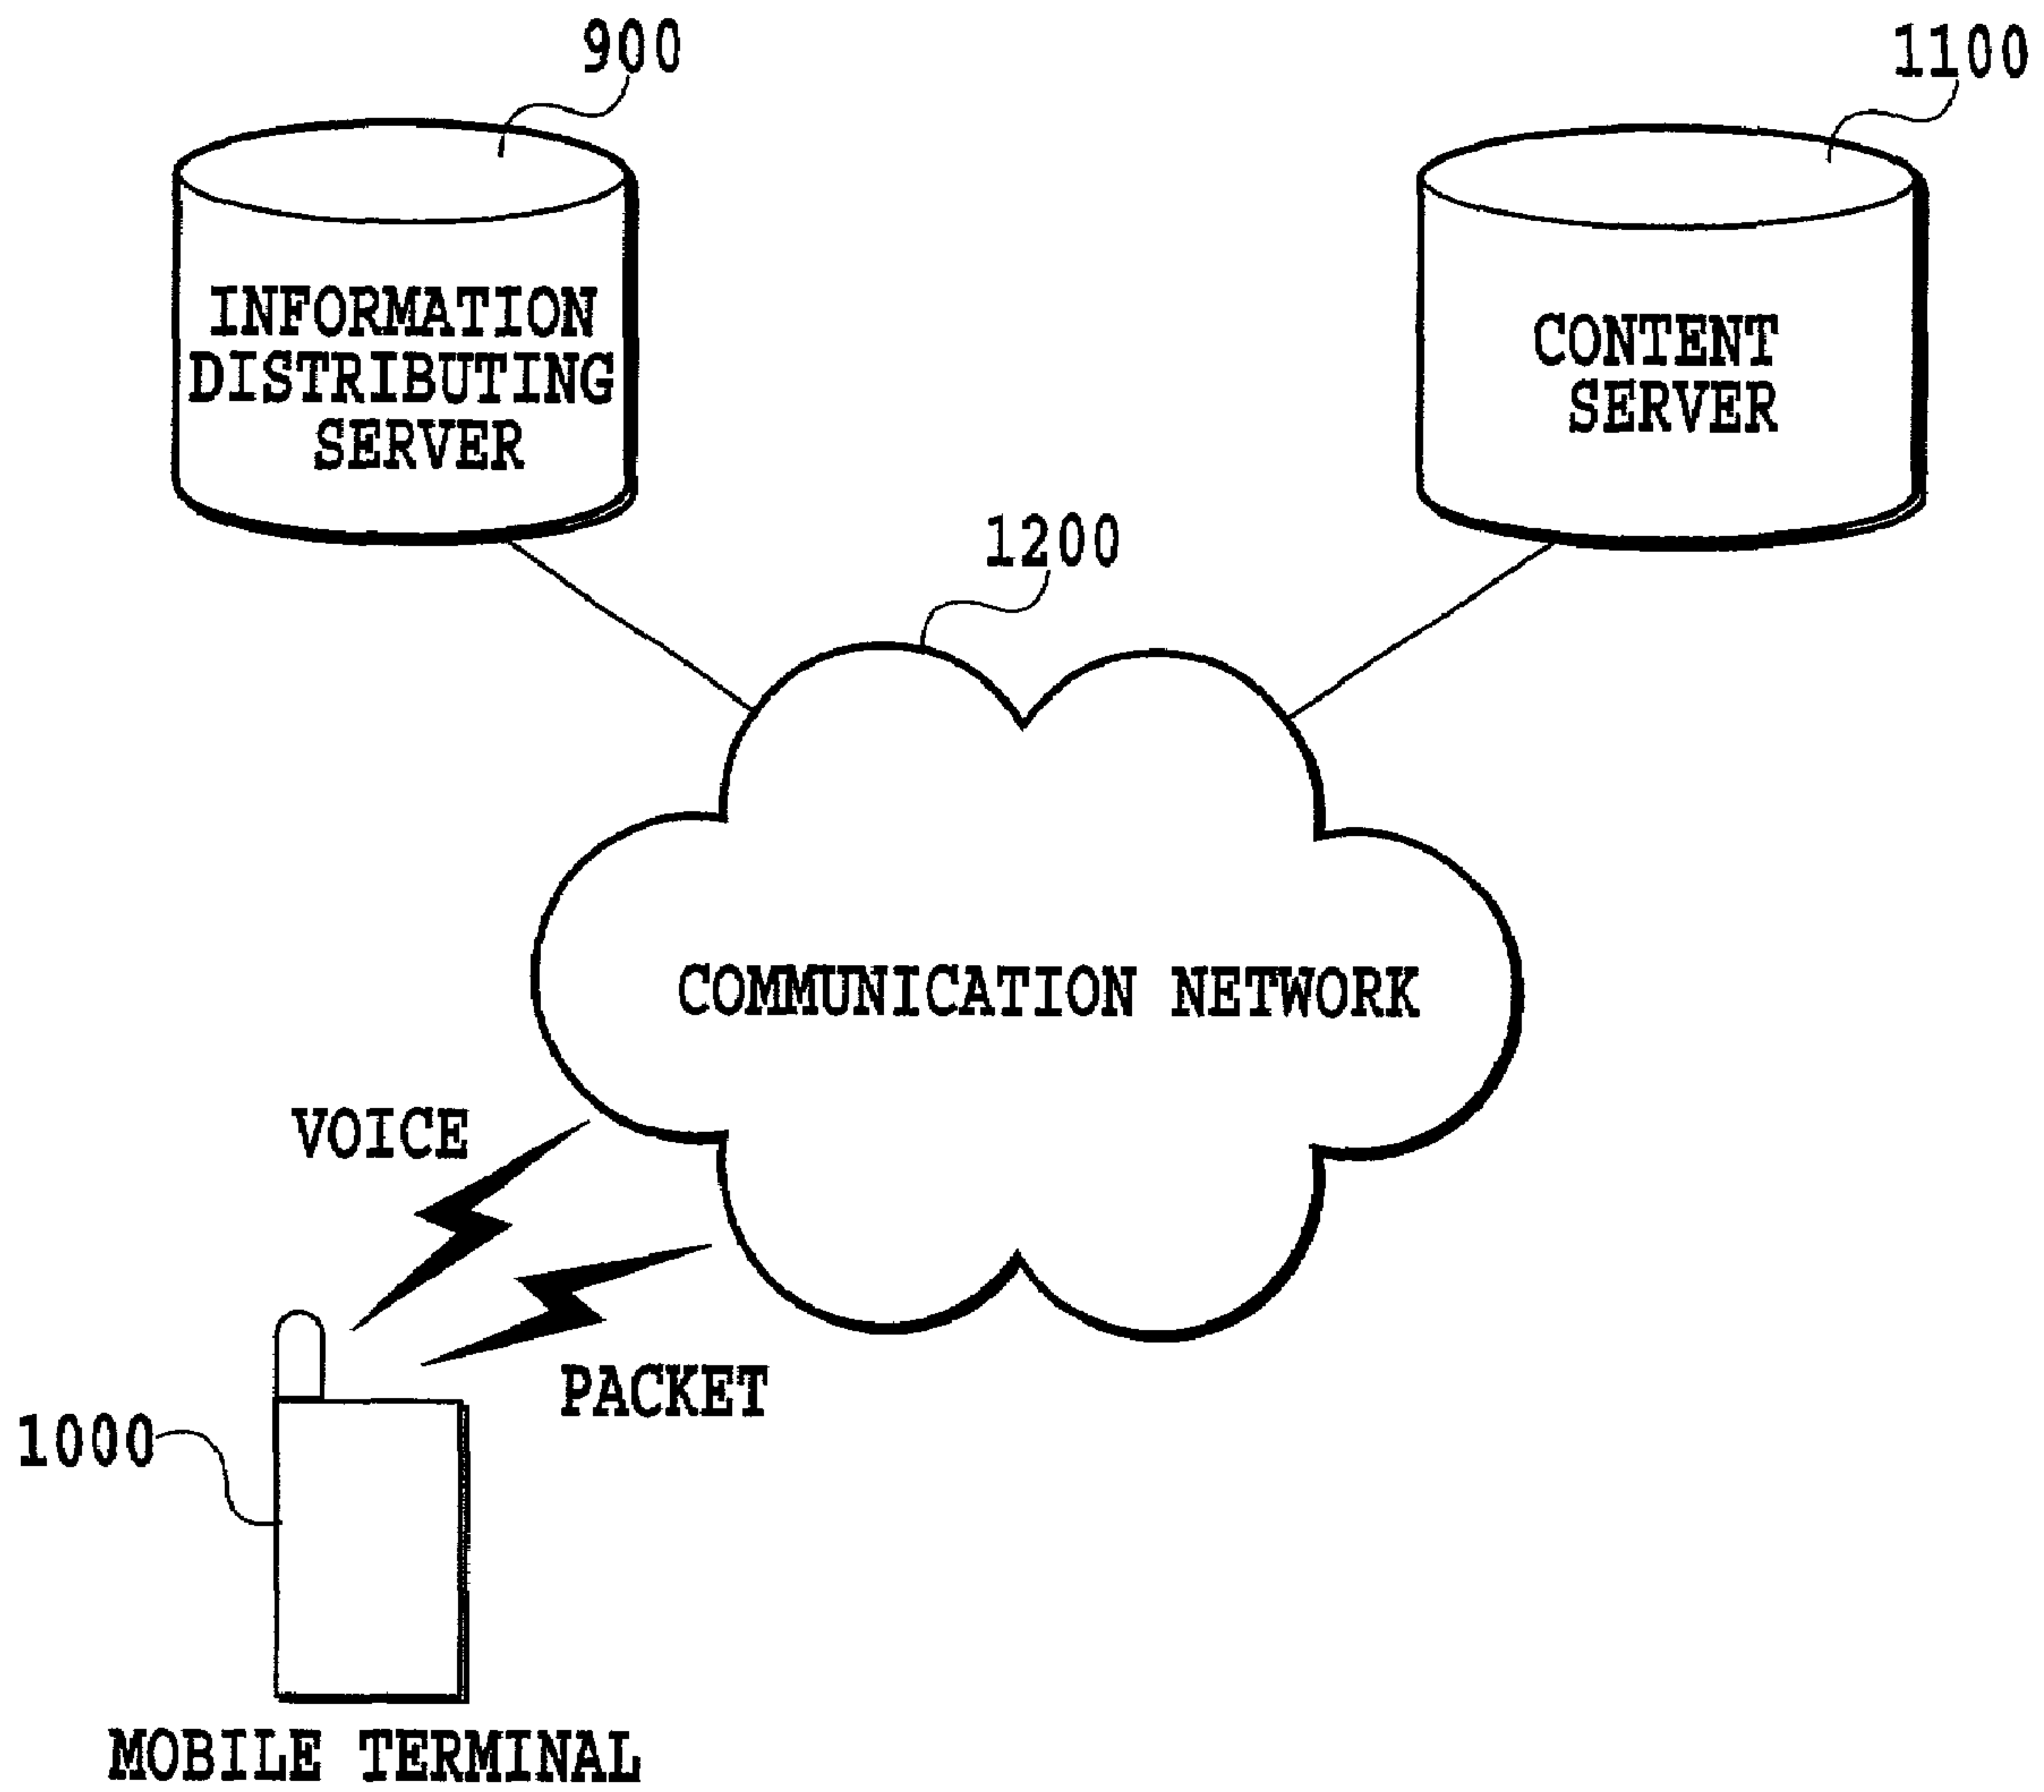 900
1100
INFORMATION
DISTRIBUTING
SERVER
CONTENT
SERVER
1200
COMMUNICATION NETWORK
VOICE
PACKET
1000
MOBILE TERMINAL